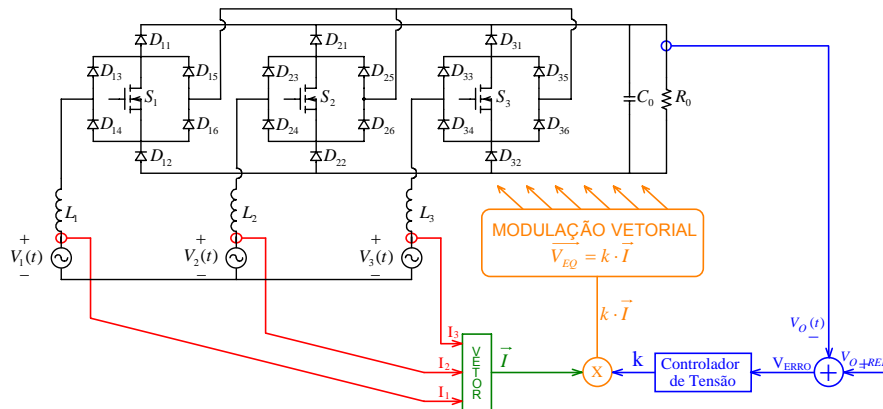 D11
D21
D31
D13
D15
D23
D25
D33
D35
S1
S2
S3
C0
R0
D14
D16
D24
D26
D34
D36
D12
D22
D32
L1
L2
L3
MODULAÇÃO VETORIAL
VEQ = k · I
+
V1(t)
−
+
V2(t)
−
+
V3(t)
−
k · I
VO(t)
−
I3
I2
I1
VETOR
I
X
k
Controlador
de Tensão
VERRO
+
VO
+